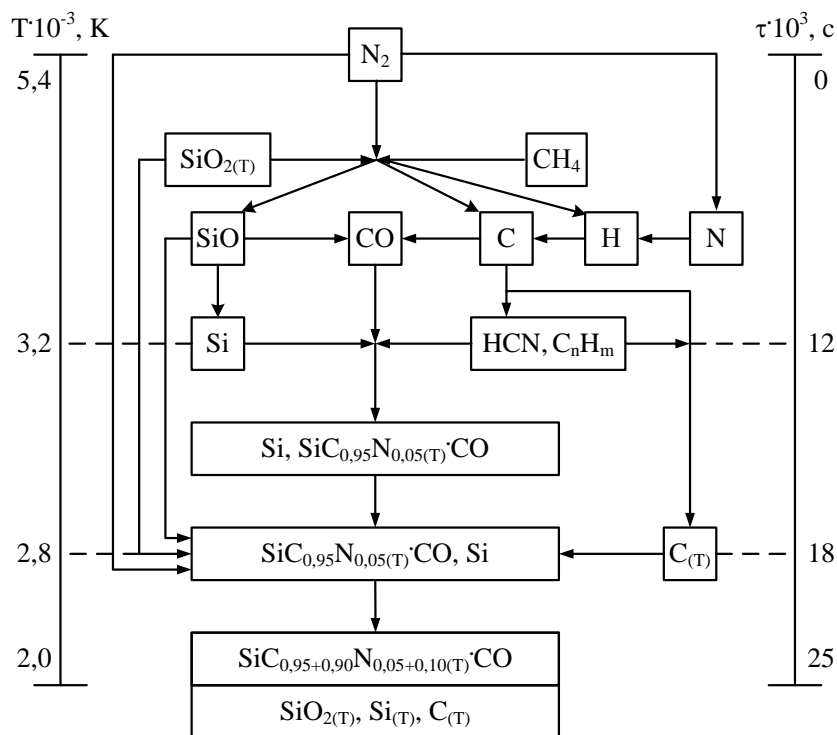 T·10⁻³, K N₂ τ·10³, c
5,4 0
SiO₂₍T₎ CH₄
SiO CO C H N
3,2 Si HCN, CₙHₘ 12
Si, SiC₀,₉₅N₀,₀₅₍T₎·CO
2,8 SiC₀,₉₅N₀,₀₅₍T₎·CO, Si C₍T₎ 18
2,0 SiC₀,₉₅₊₀,₉₀N₀,₀₅₊₀,₁₀₍T₎·CO 25
SiO₂₍T₎, Si₍T₎, C₍T₎